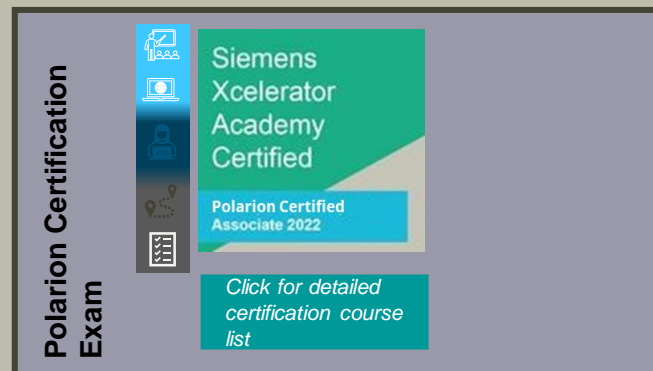 Polarion Certification
Exam
Siemens
Xcelerator
Academy
Certified
Polarion Certified
Associate 2022
Click for detailed
certification course
list